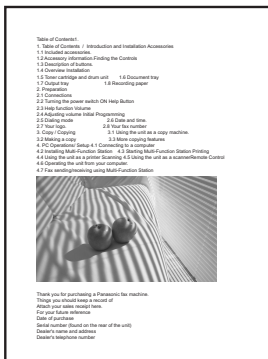 Table of Contents1.
1. Table of Contents / Introduction and Installation Accessories
1.1 Included accessories.
1.2 Accessory information Finding the Controls
1.3 Description of buttons.
1.4 Overview Installation
1.5 Toner cartridge and drum unit 1.6 Document tray
1.7 Output tray 1.8 Recording paper
2. Preparation
2.1 Connections
2.2 Turning the power switch ON Help Button
2.3 Help function Volume
2.4 Adjusting volume Initial Programming
2.5 Dialing mode 2.6 Date and time.
2.7 Your logo. 2.8 Your fax number
3. Copy / Copying 3.1 Using the unit as a copy machine.
3.2 Making a copy 3.3 More copying features
4. PC Operations/ Setup 4.1 Connecting to a computer
4.2 Installing Multi-Function Station 4.3 Starting Multi-Function Station Printing
4.4 Using the unit as a printer Scanning 4.5 Using the unit as a scannerRemote Control
4.6 Operating the unit from your computer.
4.7 Fax sending/receiving using Multi-Function Station
Thank you for purchasing a Panasonic fax machine.
Things you should keep a record of
Attach your sales receipt here.
For your future reference
Date of purchase
Serial number (found on the rear of the unit)
Dealer's name and address
Dealer's telephone number